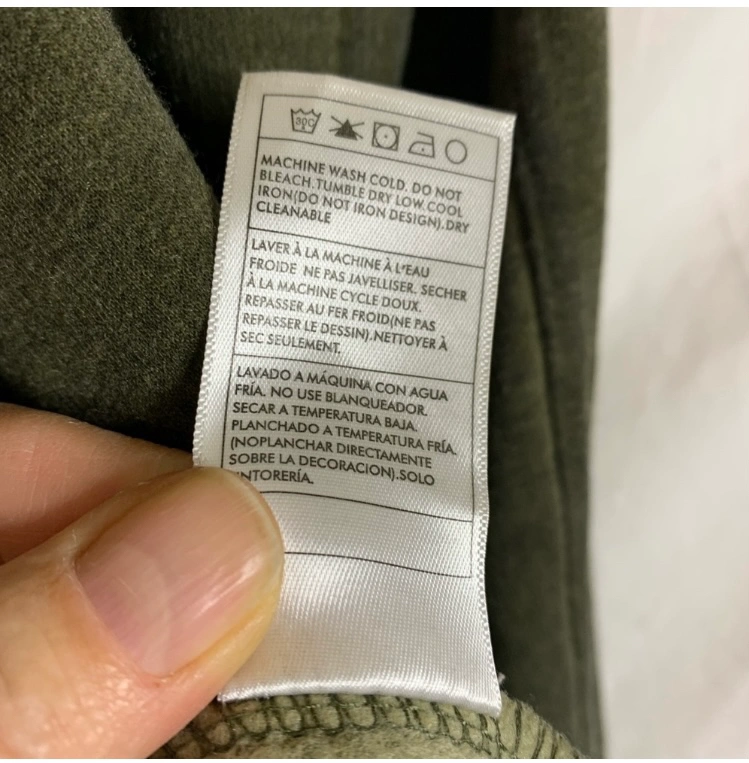 30C
MACHINE WASH COLD. DO NOT
BLEACH.TUMBLE DRY LOW.COOL
IRON(DO NOT IRON DESIGN).DRY
CLEANABLE
LAVER À LA MACHINE À L'EAU
FROIDE NE PAS JAVELLISER. SECHER
À LA MACHINE CYCLE DOUX.
REPASSER AU FER FROID(NE PAS
REPASSER LE DESSIN).NETTOYER À
SEC SEULEMENT.
LAVADO A MÁQUINA CON AGUA
FRÍA. NO USE BLANQUEADOR.
SECAR A TEMPERATURA BAJA.
PLANCHADO A TEMPERATURA FRÍA.
(NOPLANCHAR DIRECTAMENTE
SOBRE LA DECORACION).SOLO
NTORERÍA.